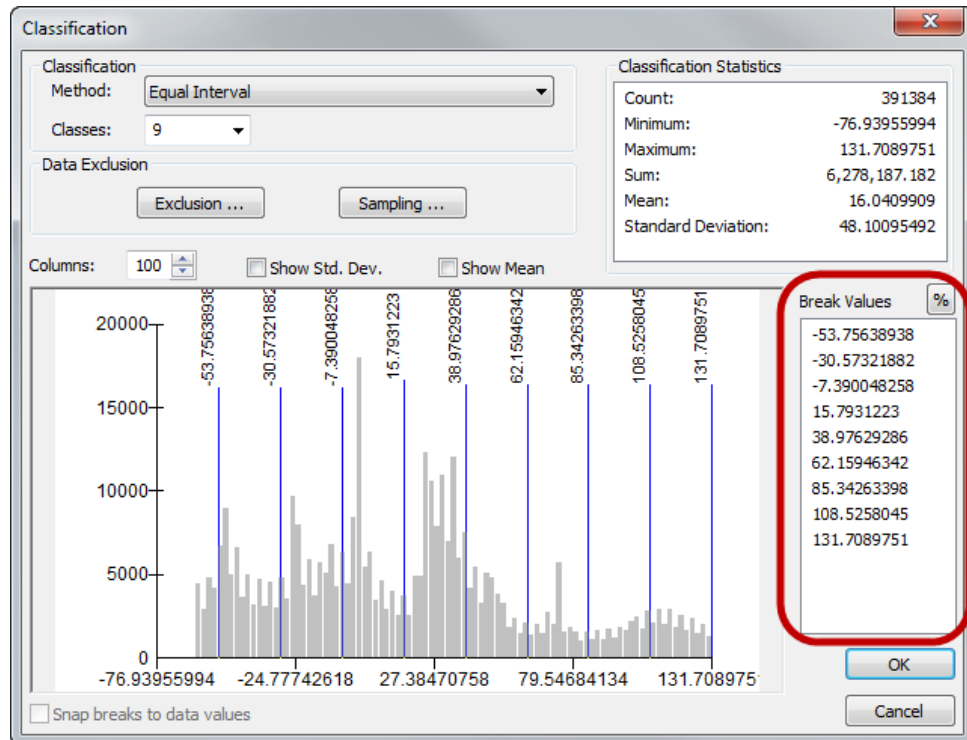 Classification
Classification
Method: Equal Interval
Classes: 9
Data Exclusion
Exclusion ...
Sampling ...
Classification Statistics
Count: 391384
Minimum: -76.93955994
Maximum: 131.7089751
Sum: 6,278,187.182
Mean: 16.0409909
Standard Deviation: 48.10095492
Columns: 100
Show Std. Dev.
Show Mean
Break Values
%
-53.75638938
-30.57321882
-7.390048258
15.7931223
38.97629286
62.15946342
85.34263398
108.5258045
131.7089751
-53.75638938
-30.57321882
-7.390048258
15.7931223
38.97629286
62.15946342
85.34263398
108.5258045
131.7089751
20000
15000
10000
5000
0
-76.93955994
-24.77742618
27.38470758
79.54684134
131.708975
Snap breaks to data values
OK
Cancel